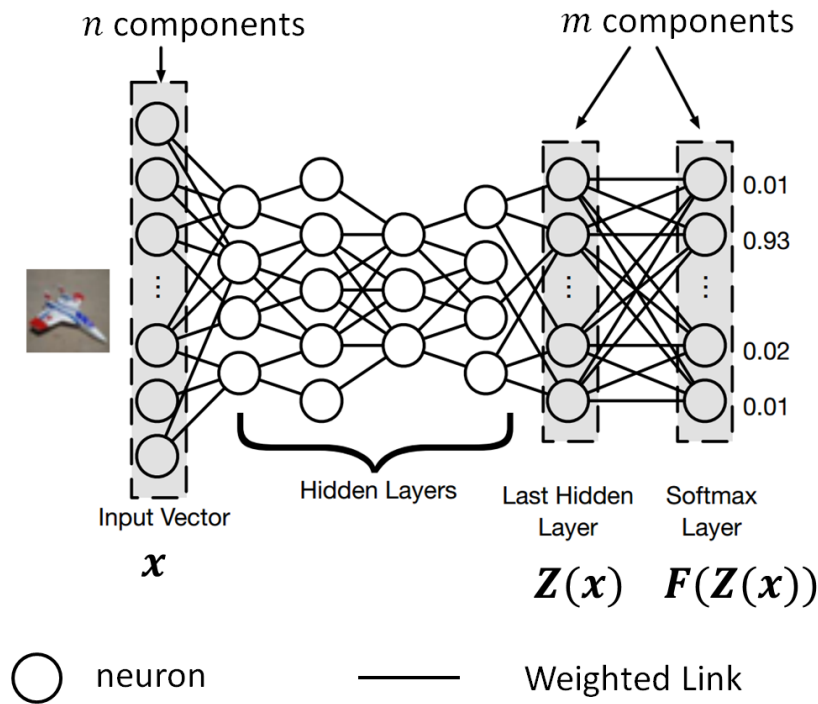 n components
m components
⋮
⋮
⋮
0.01
0.93
0.02
0.01
Hidden Layers
Input Vector
x
Last Hidden
Layer
Z(x)
Softmax
Layer
F(Z(x))
neuron
Weighted Link